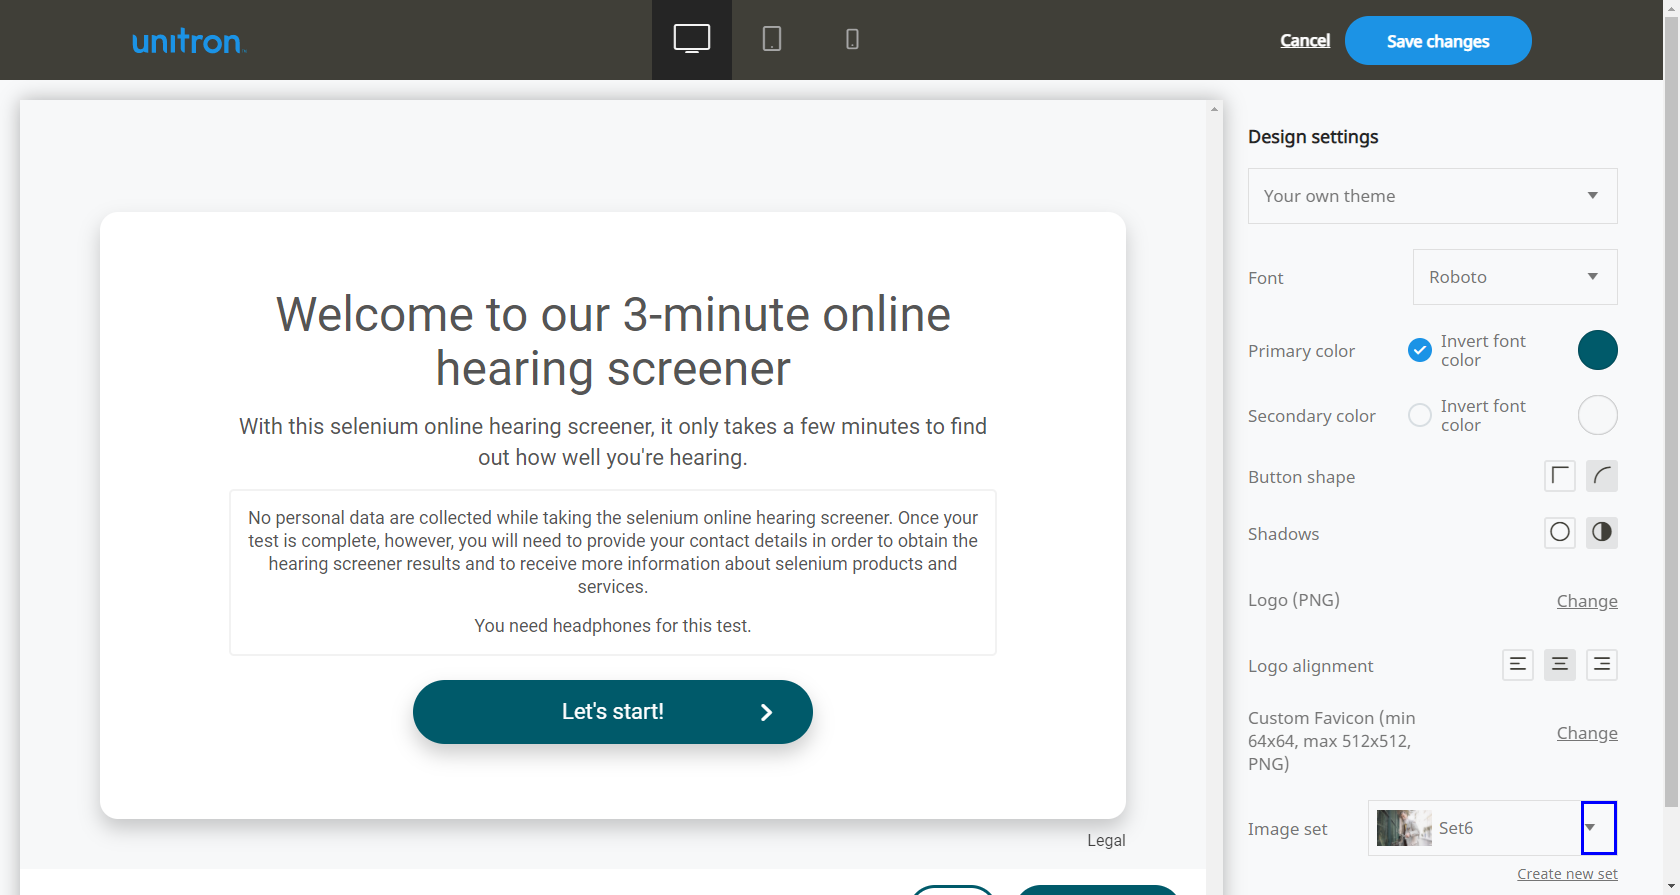 unitron™
Cancel
Save changes
Design settings
Your own theme
Font
Roboto
Primary color
Invert font
color
Secondary color
Invert font
color
Button shape
Shadows
Logo (PNG)
Change
Logo alignment
Custom Favicon (min
64x64, max 512x512,
PNG)
Change
Image set
Set6
Create new set
Welcome to our 3-minute online
hearing screener
With this selenium online hearing screener, it only takes a few minutes to find
out how well you're hearing.
No personal data are collected while taking the selenium online hearing screener. Once your
test is complete, however, you will need to provide your contact details in order to obtain the
hearing screener results and to receive more information about selenium products and
services.
You need headphones for this test.
Let's start!
Legal